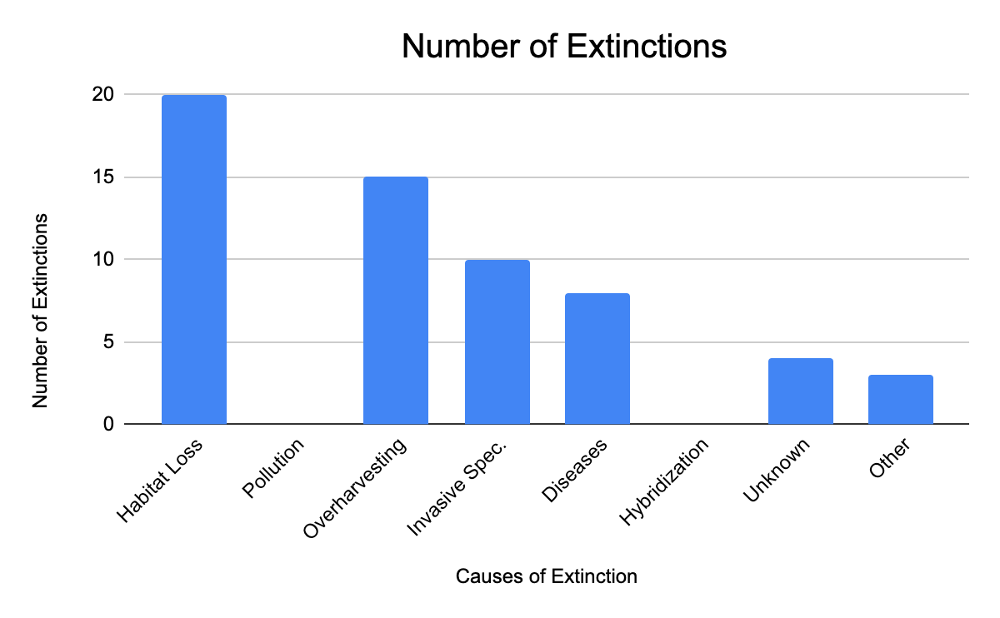 Number of Extinctions
20
15
10
5
0
Number of Extinctions
Habitat Loss
Pollution
Overharvesting
Invasive Spec.
Diseases
Hybridization
Unknown
Other
Causes of Extinction